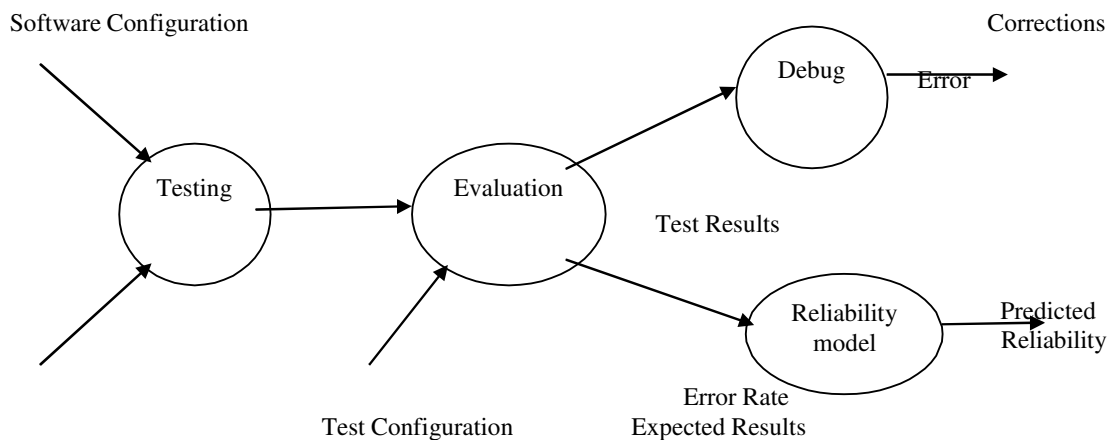 Software Configuration
Corrections
Debug
Error
Testing
Evaluation
Test Results
Reliability
model
Predicted
Reliability
Error Rate
Test Configuration
Expected Results